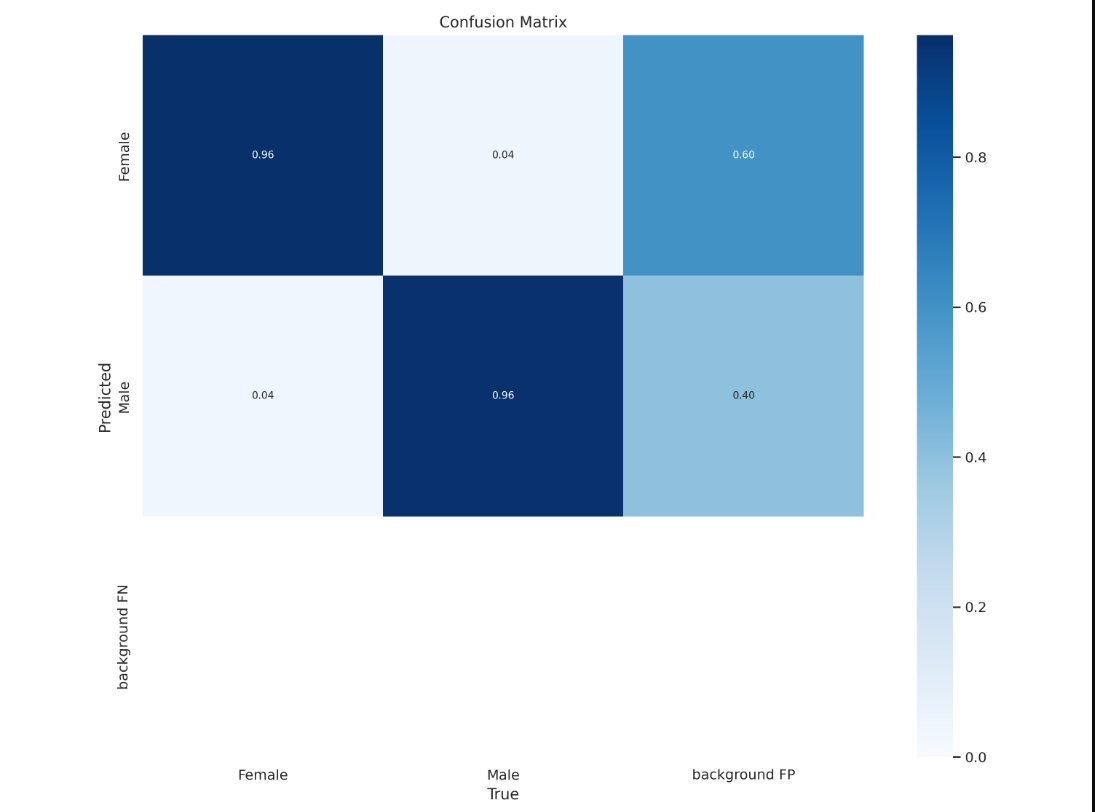 Confusion Matrix
Female
0.96
0.04
0.60
Predicted
Male
0.04
0.96
0.40
background FN
Female
Male
background FP
True
0.8
0.6
0.4
0.2
0.0